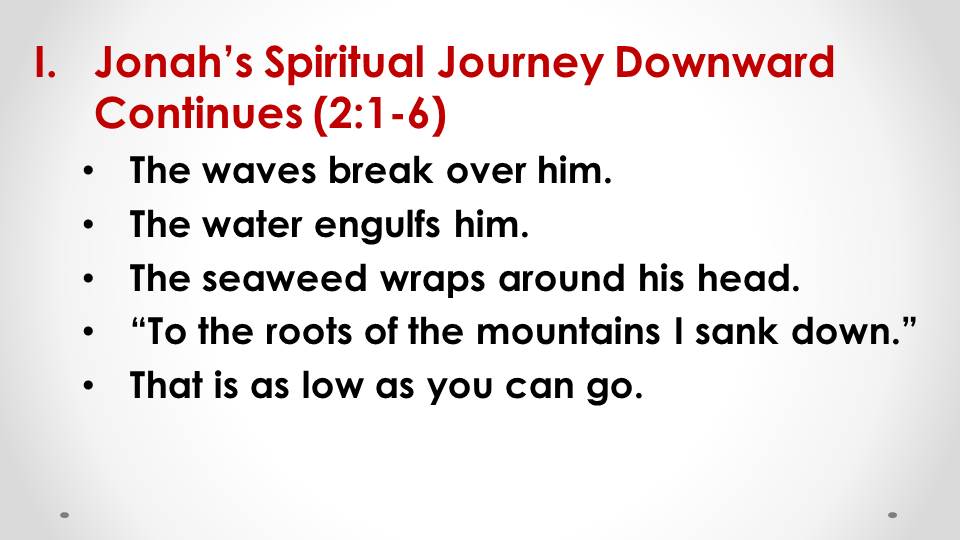 I. Jonah’s Spiritual Journey Downward
Continues (2:1-6)
• The waves break over him.
• The water engulfs him.
• The seaweed wraps around his head.
• “To the roots of the mountains I sank down.”
• That is as low as you can go.